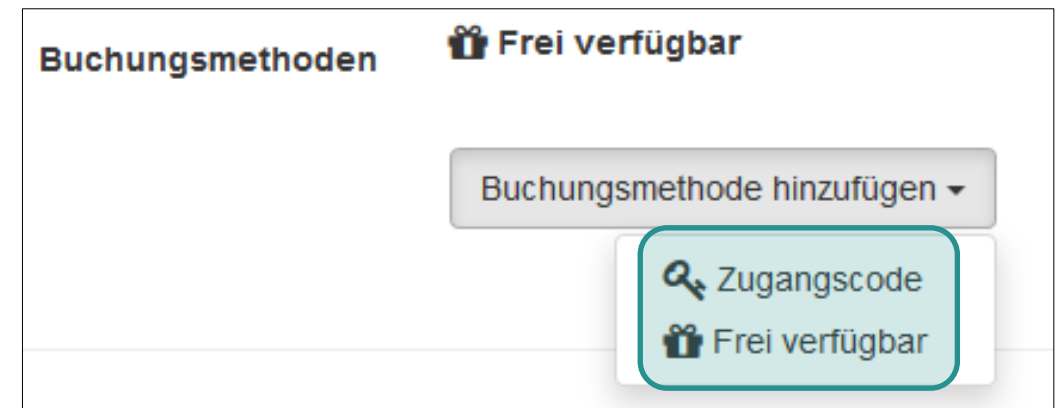 Buchungsmethoden
Frei verfügbar
Buchungsmethode hinzufügen
Zugangscode
Frei verfügbar